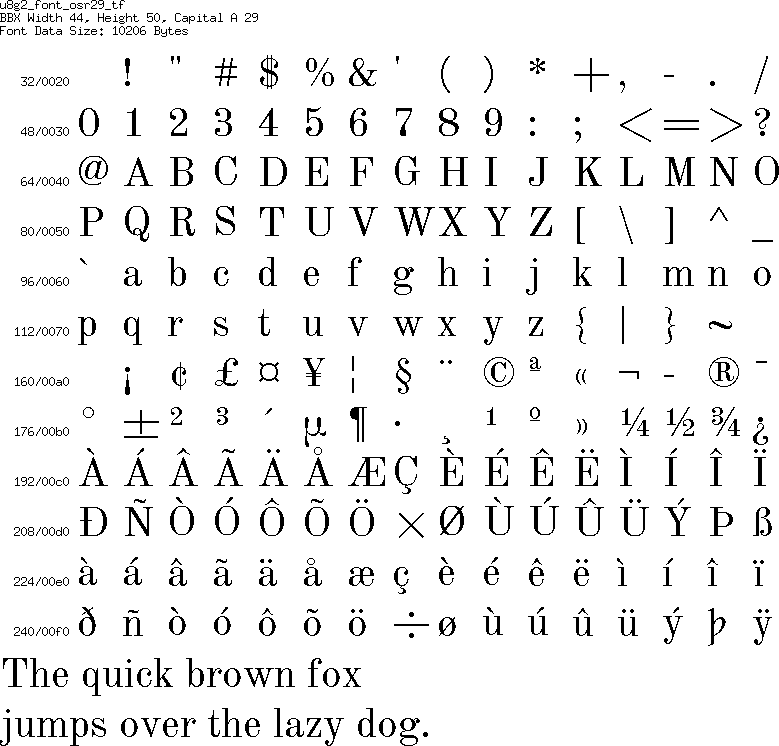 u8g2_font_osr29_tf
BBX Width 44, Height 50, Capital A 29
Font Data Size: 10206 Bytes
32/0020 ! " # $ % & ' ( ) * + , - . /
48/0030 0 1 2 3 4 5 6 7 8 9 : ; < = > ?
64/0040 @ A B C D E F G H I J K L M N O
80/0050 P Q R S T U V W X Y Z [ \ ] ^ _
96/0060 ` a b c d e f g h i j k l m n o
112/0070 p q r s t u v w x y z { | } ~
160/00a0 ¡ ¢ £ ¤ ¥ ¦ § ¨ © ª « ¬ - ® ¯
176/00b0 ° ± ² ³ ´ µ ¶ · ¸ ¹ º » ¼ ½ ¾ ¿
192/00c0 À Á Â Ã Ä Å Æ Ç È É Ê Ë Ì Í Î Ï
208/00d0 Ð Ñ Ò Ó Ô Õ Ö × Ø Ù Ú Û Ü Ý Þ ß
224/00e0 à á â ã ä å æ ç è é ê ë ì í î ï
240/00f0 ð ñ ò ó ô õ ö ÷ ø ù ú û ü ý þ ÿ
The quick brown fox
jumps over the lazy dog.